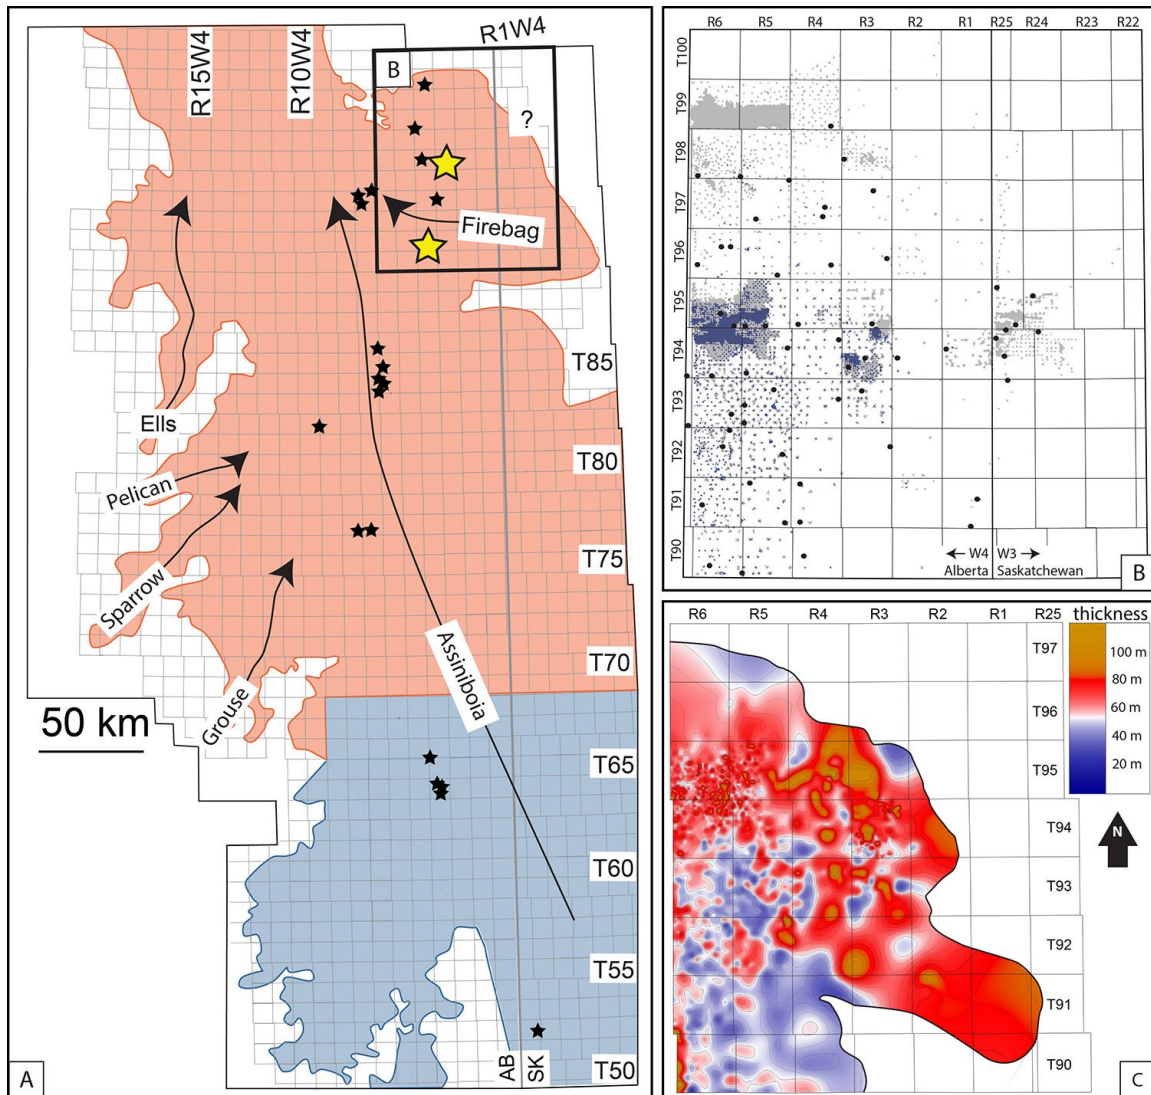 R15W4
R10W4
R1W4
B
?
Firebag
T85
Ells
T80
Pelican
T75
Sparrow
T70
Assiniboia
Grouse
50 km
T65
T60
T55
AB
SK
T50
A
R6 R5 R4 R3 R2 R1 R25 R24 R23 R22
T100
T99
T98
T97
T96
T95
T94
T93
T92
T91
T90
W4 W3
Alberta Saskatchewan
B
R6 R5 R4 R3 R2 R1 R25 thickness
T97
100 m
80 m
T96
60 m
40 m
T95
20 m
T94
N
T93
T92
T91
T90
C